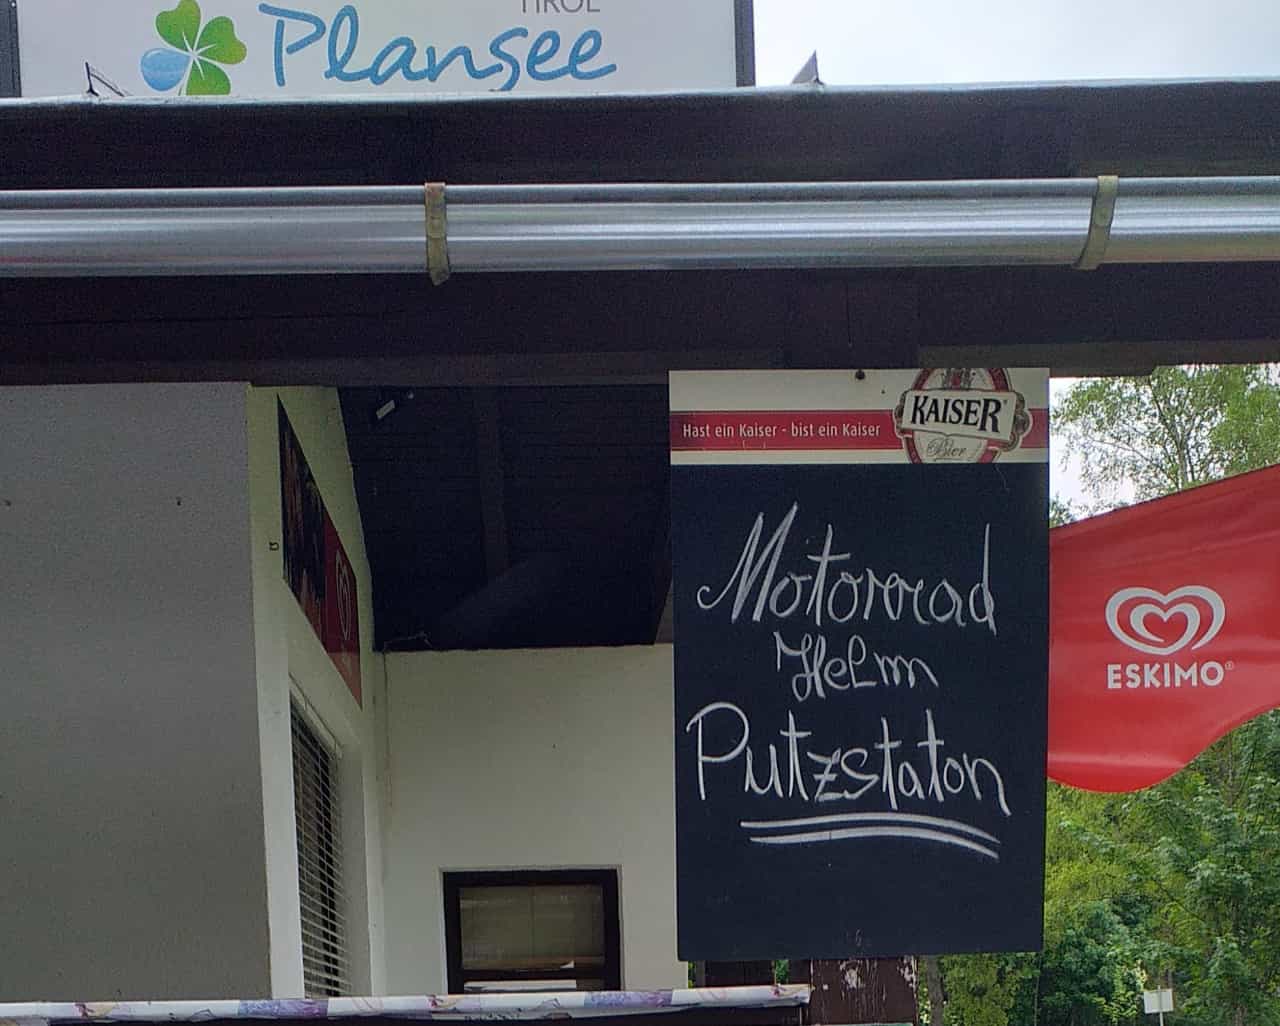 TIROL
Plansee
Hast ein Kaiser - bist ein Kaiser
KAISER
Bier
Motorrad
Helm
Putzstaton
ESKIMO®